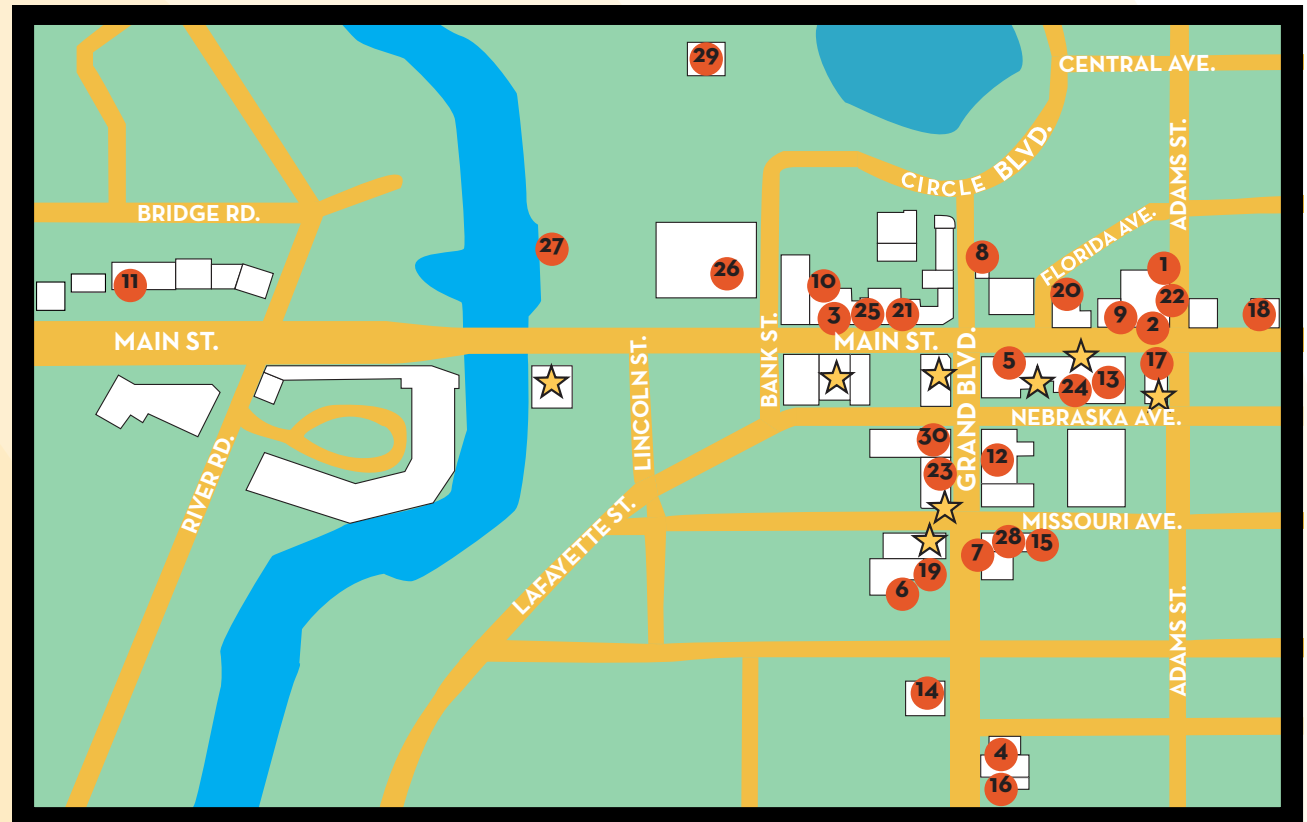 29
CENTRAL AVE.
CIRCLE BLVD.
ADAMS ST.
BRIDGE RD.
FLORIDA AVE.
27
8
1
26
11
10
20
22
3
25
21
9
2
18
MAIN ST.
MAIN ST.
LINCOLN ST.
BANK ST.
GRAND BLVD.
5
17
24
13
NEBRASKA AVE.
30
12
23
RIVER RD.
LAFAYETTE ST.
MISSOURI AVE.
7
28
15
19
6
ADAMS ST.
14
4
16